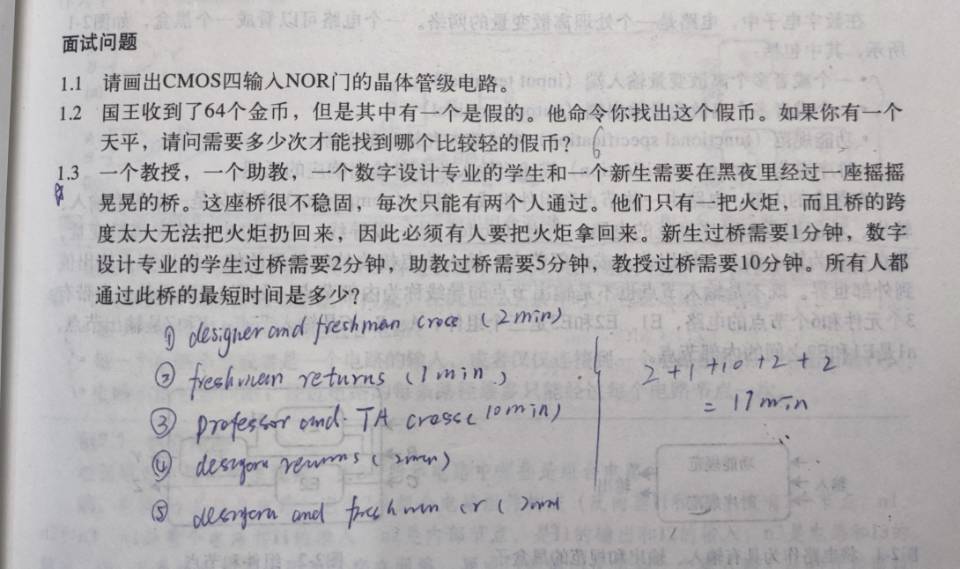 面试问题
1.1 请画出CMOS四输入NOR门的晶体管级电路。
1.2 国王收到了64个金币，但是其中有一个是假的。他命令你找出这个假币。如果你有一个
天平，请问需要多少次才能找到哪个比较轻的假币？ 6
1.3 一个教授，一个助教，一个数字设计专业的学生和一个新生需要在黑夜里经过一座摇摇
晃晃的桥。这座桥很不稳固，每次只能有两个人通过。他们只有一把火炬，而且桥的跨
度太大无法把火炬扔回来，因此必须有人要把火炬拿回来。新生过桥需要1分钟，数字
设计专业的学生过桥需要2分钟，助教过桥需要5分钟，教授过桥需要10分钟。所有人都
通过此桥的最短时间是多少？
① designer and freshman cross (2min)
② freshman returns (1min)
③ professor and TA cross (10min)
④ returns (2min)
⑤ and freshman cr (2min
2+1+10+2+2
= 17min